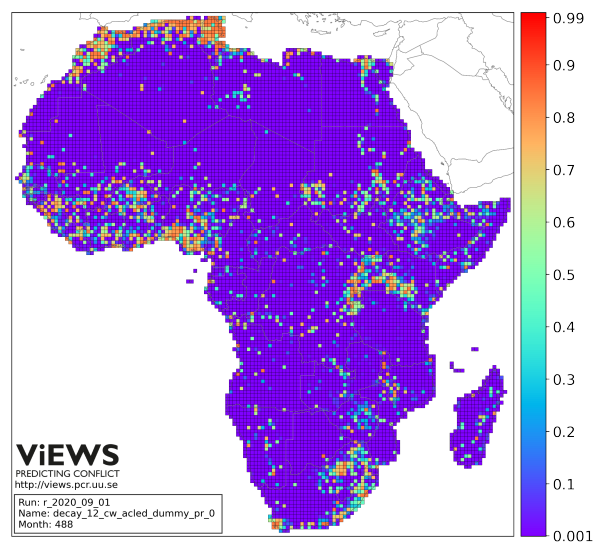 0.99
0.9
0.8
0.7
0.6
0.5
0.4
0.3
0.2
0.1
0.001
ViEWS
PREDICTING CONFLICT
http://views.pcr.uu.se
Run: r_2020_09_01
Name: decay_12_cw_acled_dummy_pr_0
Month: 488